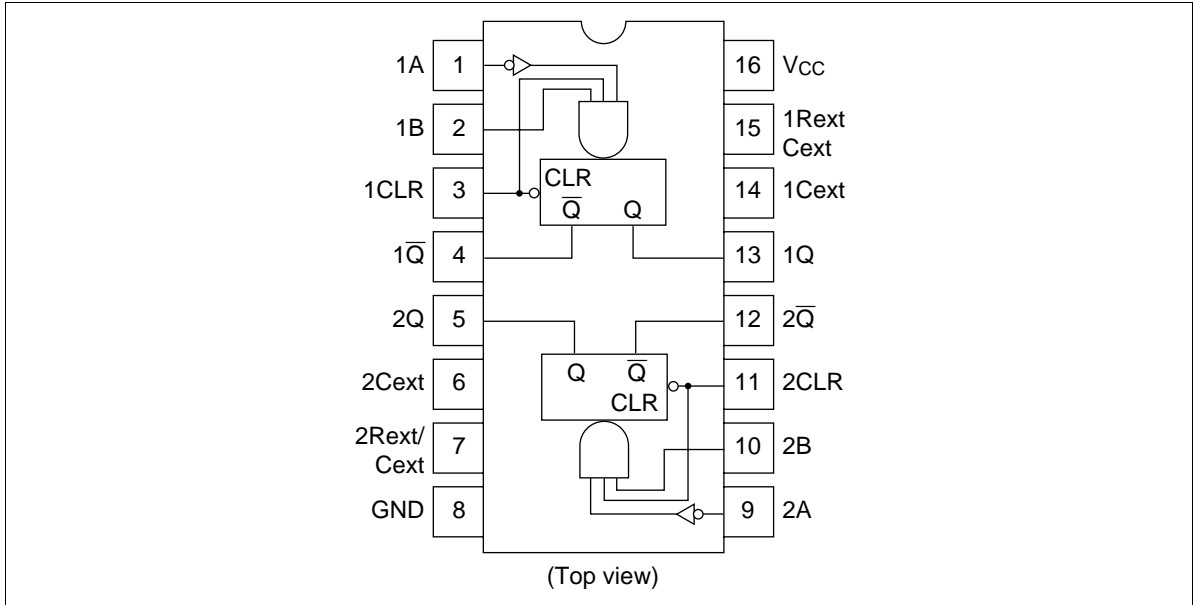 1A 1 16 VCC
1B 2 15 1Rext
Cext
1CLR 3 CLR 14 1Cext
Q̅ Q
1Q̅ 4 13 1Q
2Q 5 12 2Q̅
Q Q̅
2Cext 6 11 2CLR
CLR
2Rext/
Cext 7 10 2B
GND 8 9 2A
(Top view)